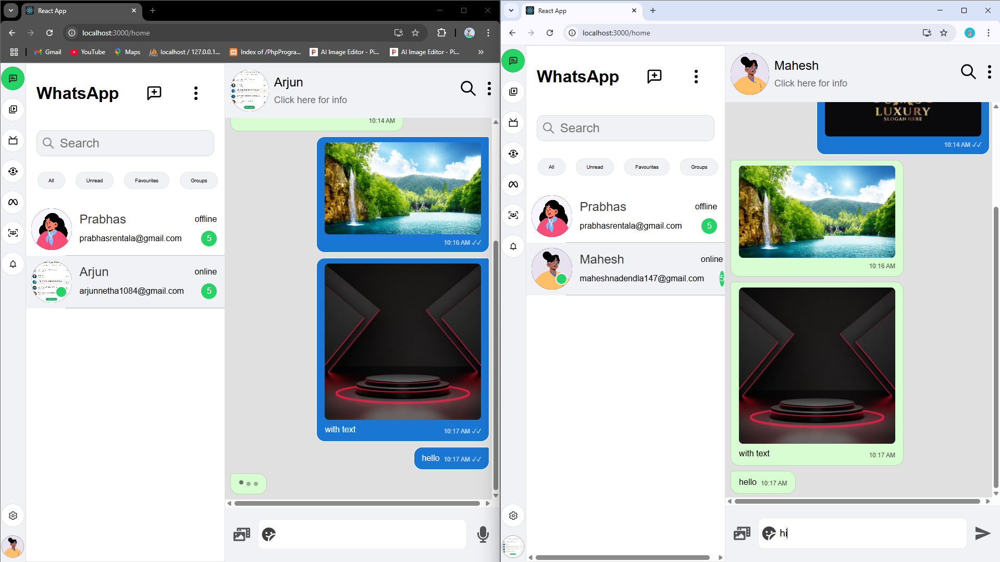 React App
localhost:3000/home
Gmail
YouTube
Maps
localhost / 127.0.0.1...
Index of /PhpProgra...
AI Image Editor - Pi...
AI Image Editor - Pi...
WhatsApp
Search
All
Unread
Favourites
Groups
Prabhas
offline
prabhasrentala@gmail.com
5
Arjun
online
arjunnetha1084@gmail.com
5
Arjun
Click here for info
10:14 AM
10:16 AM
with text
10:17 AM
hello 10:17 AM
React App
localhost:3000/home
WhatsApp
Search
All
Unread
Favourites
Groups
Prabhas
offline
prabhasrentala@gmail.com
5
Mahesh
online
maheshnadendla147@gmail.com
5
Mahesh
Click here for info
LUXURY
SLOGAN HERE
10:14 AM
10:16 AM
with text
10:17 AM
hello 10:17 AM
hi